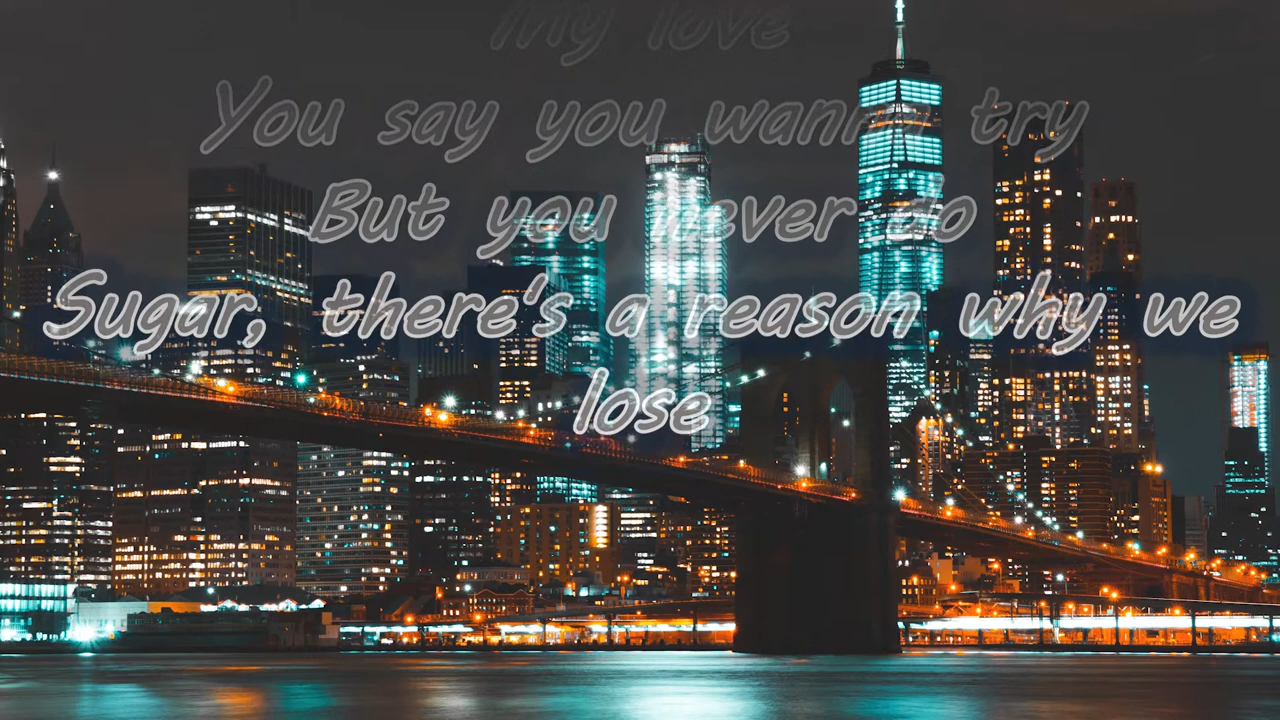 my love
You say you wanna try
But you never do
Sugar, there's a reason why we
lose